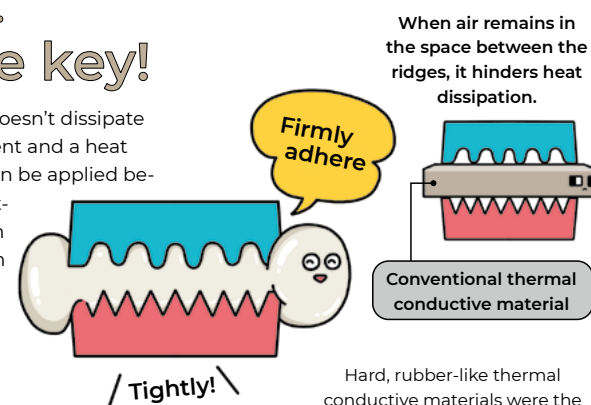 e key!
oesn't dissipate
ent and a heat
n be applied be-
Firmly
adhere
Tightly!
When air remains in
the space between the
ridges, it hinders heat
dissipation.
Conventional thermal
conductive material
Hard, rubber-like thermal
conductive materials were the